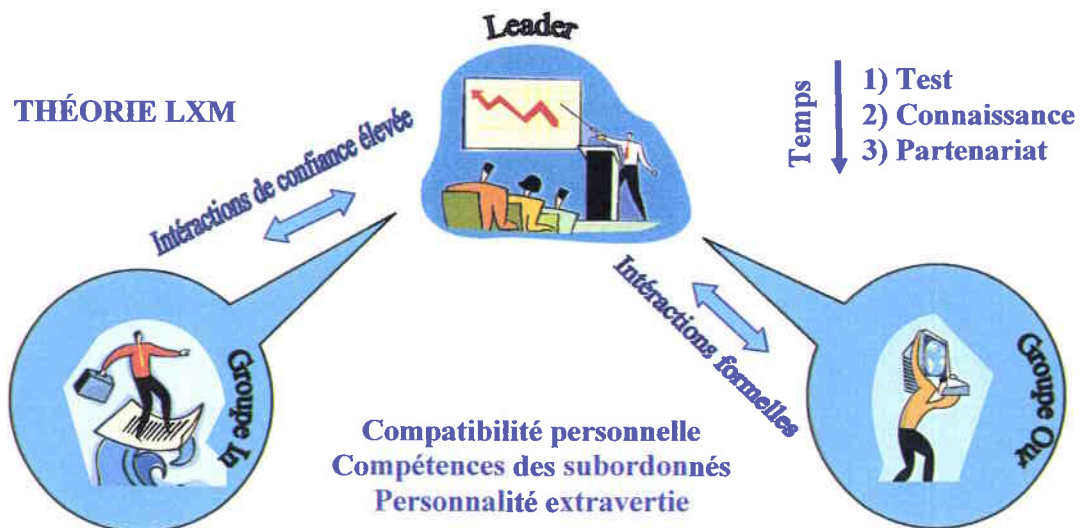 Leader
THÉORIE LXM
Temps
1) Test
2) Connaissance
3) Partenariat
Intéractions de confiance élevée
Intéractions formelles
Groupe In
Groupe Out
Compatibilité personnelle
Compétences des subordonnés
Personnalité extravertie